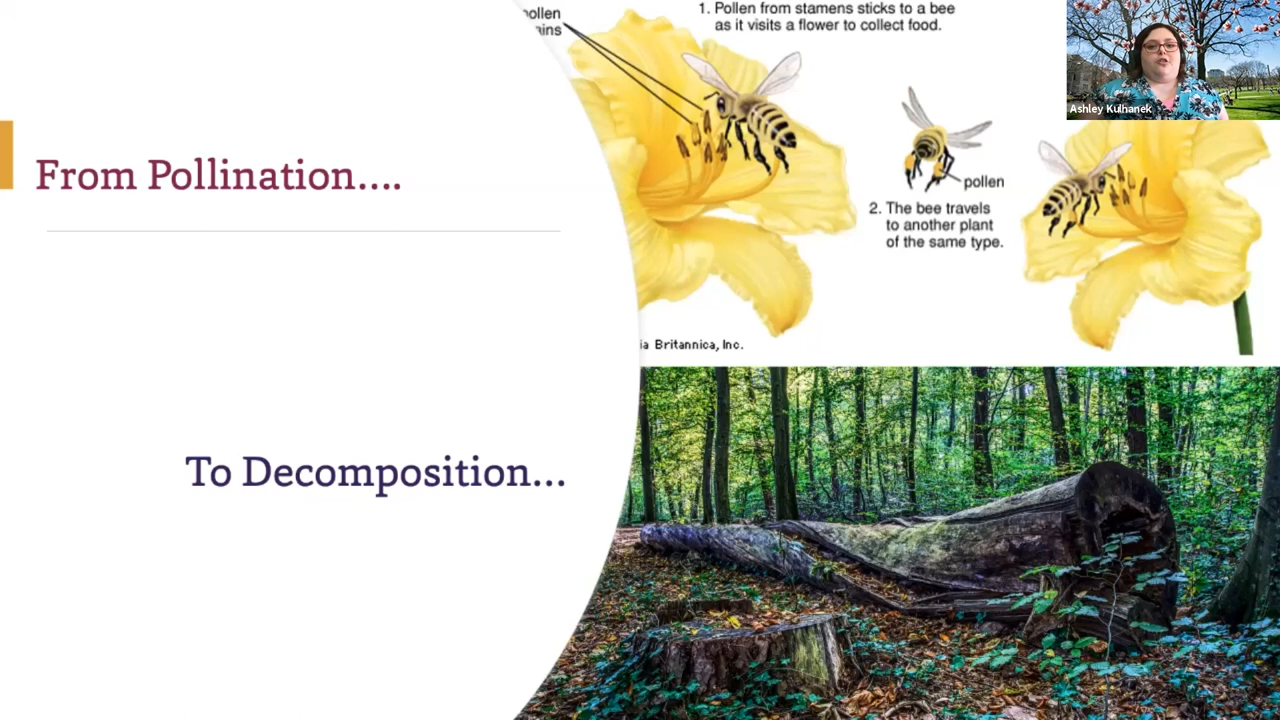 From Pollination....
To Decomposition...
1. Pollen from stamens sticks to a bee
as it visits a flower to collect food.
pollen
2. The bee travels
to another plant
of the same type.
Britannica, Inc.
Ashley Kulhanek